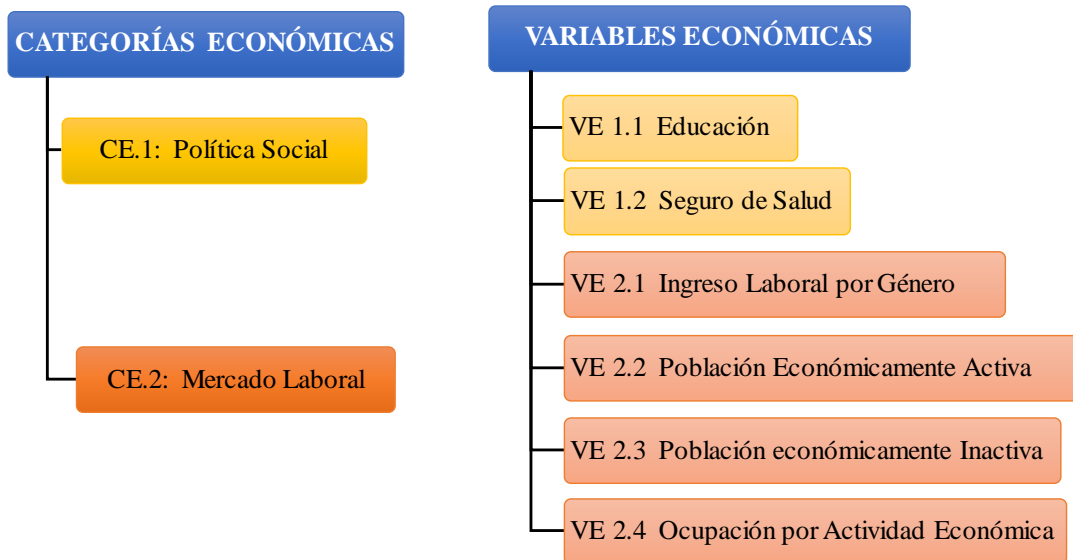 CATEGORÍAS ECONÓMICAS
CE.1: Política Social
CE.2: Mercado Laboral
VARIABLES ECONÓMICAS
VE 1.1 Educación
VE 1.2 Seguro de Salud
VE 2.1 Ingreso Laboral por Género
VE 2.2 Población Económicamente Activa
VE 2.3 Población económicamente Inactiva
VE 2.4 Ocupación por Actividad Económica